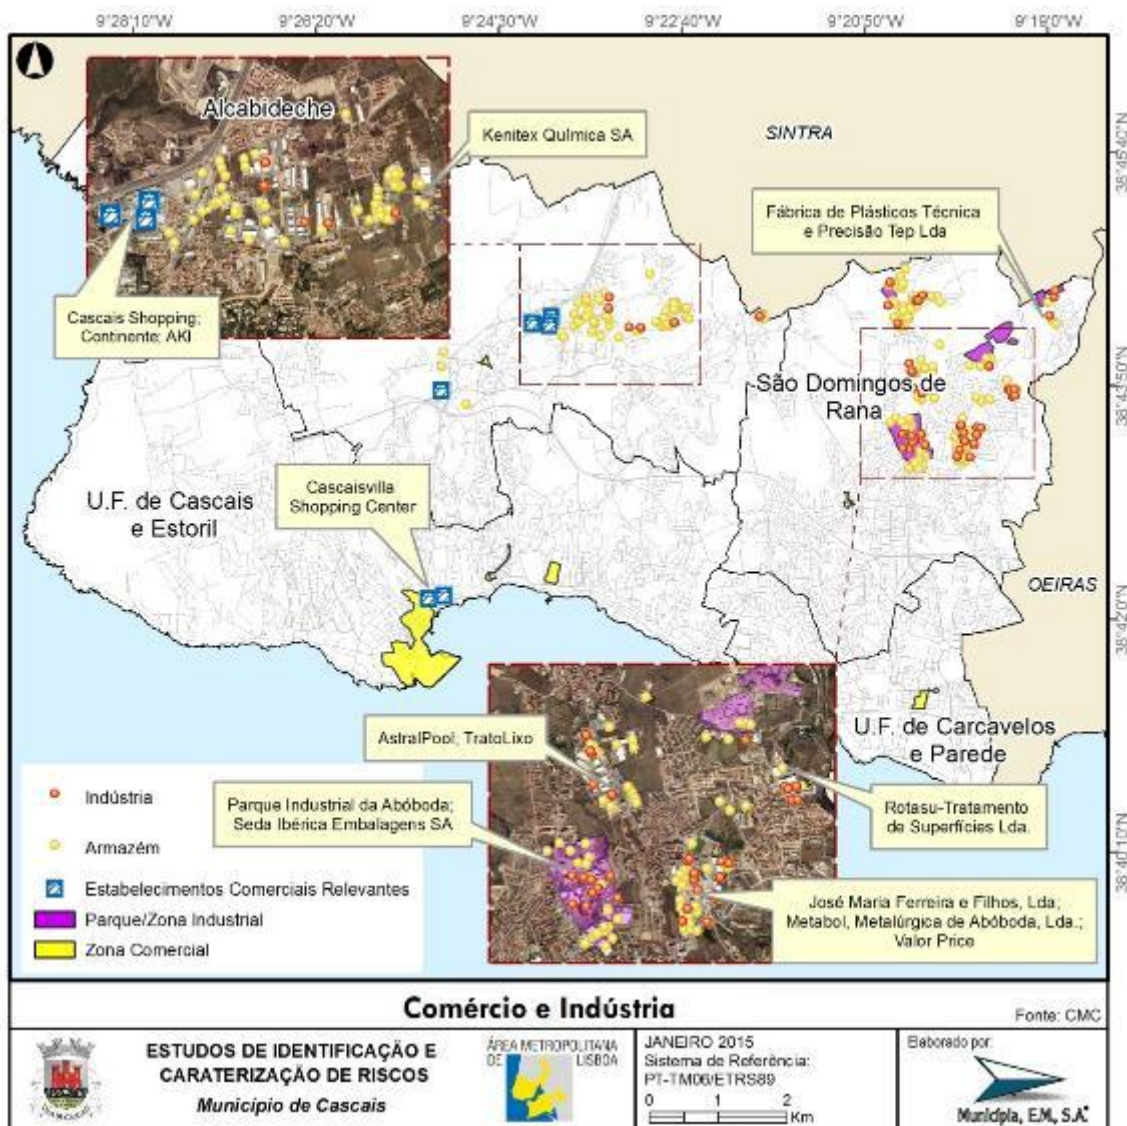 9°28'10"W
9°26'20"W
9°24'30"W
9°22'40"W
9°20'50"W
9°19'0"W
Alcabideche
Kenitex Química SA
SINTRA
38°45'40"N
Fábrica de Plásticos Técnica
e Precisão Tep Lda
Cascais Shopping;
Continente; AKI
São Domingos de
Rana
38°43'50"N
Cascaisvilla
Shopping Center
U.F. de Cascais
e Estoril
OEIRAS
38°42'0"N
AstralPool; TratoLixo
U.F. de Carcavelos
e Parede
Parque Industrial da Abóboda;
Seda Ibérica Embalagens SA
Rotasu-Tratamento
de Superfícies Lda.
38°40'10"N
José Maria Ferreira e Filhos, Lda;
Metabol, Metalúrgica de Abóboda, Lda.;
Valor Price
Indústria
Armazém
Estabelecimentos Comerciais Relevantes
Parque/Zona Industrial
Zona Comercial
Comércio e Indústria
Fonte: CMC
ESTUDOS DE IDENTIFICAÇÃO E
CARATERIZAÇÃO DE RISCOS
Município de Cascais
ÁREA METROPOLITANA
DE LISBOA
JANEIRO 2015
Sistema de Referência:
PT-TM06/ETRS89
0 1 2
Km
Elaborado por:
Municípia, E.M., S.A.